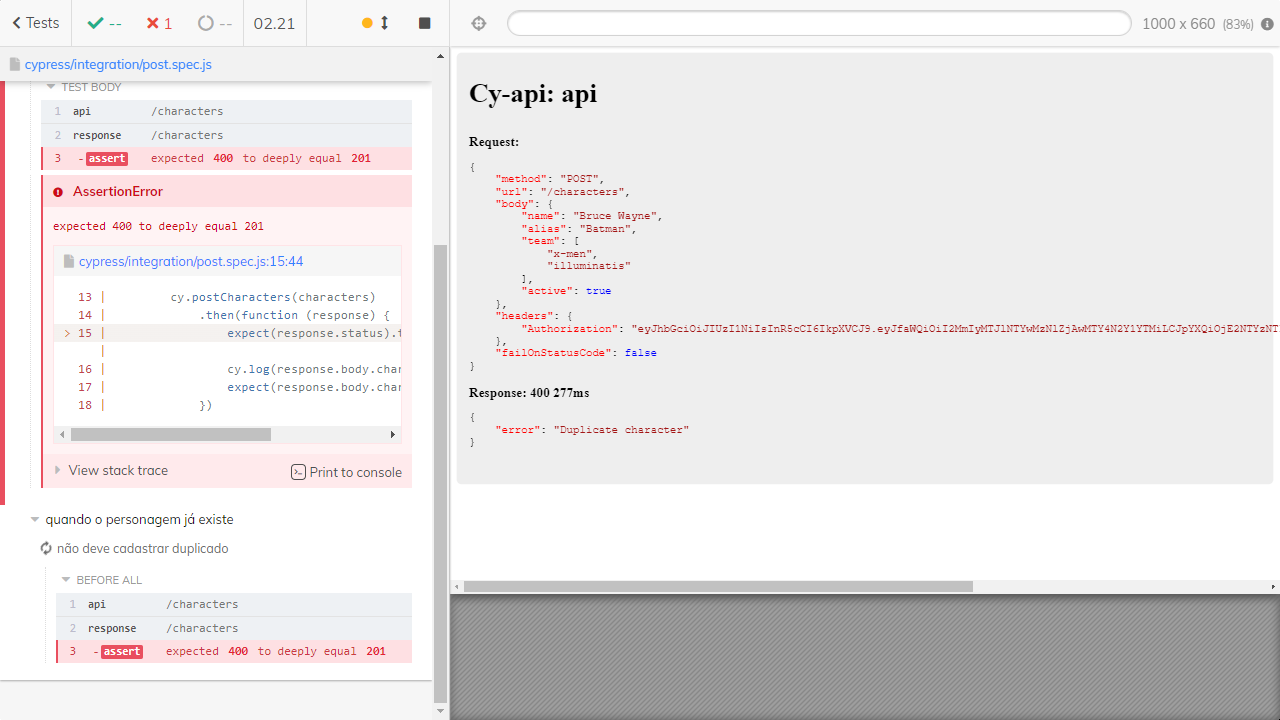 Tests
--
1
--
02.21
1000 x 660 (83%)
cypress/integration/post.spec.js
TEST BODY
1 api /characters
2 response /characters
3 -assert expected 400 to deeply equal 201
AssertionError
expected 400 to deeply equal 201
cypress/integration/post.spec.js:15:44
13 | cy.postCharacters(characters)
14 | .then(function (response) {
> 15 | expect(response.status).t
|
16 | cy.log(response.body.char
17 | expect(response.body.char
18 | })
View stack trace
Print to console
quando o personagem já existe
não deve cadastrar duplicado
BEFORE ALL
1 api /characters
2 response /characters
3 -assert expected 400 to deeply equal 201
Cy-api: api
Request:
{
"method": "POST",
"url": "/characters",
"body": {
"name": "Bruce Wayne",
"alias": "Batman",
"team": [
"x-men",
"illuminatis"
],
"active": true
},
"headers": {
"Authorization":
},
"failOnStatusCode": false
}
Response: 400 277ms
{
"error": "Duplicate character"
}